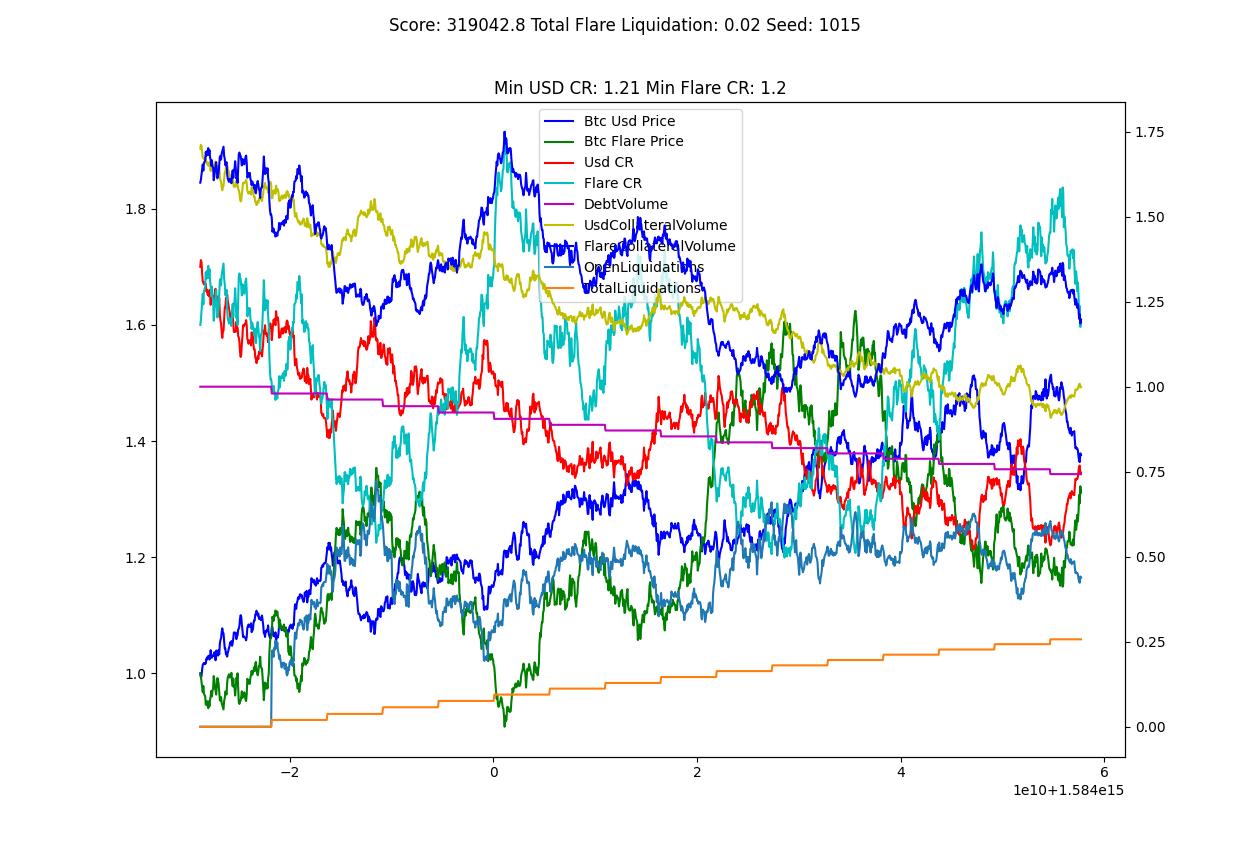 Score: 319042.8 Total Flare Liquidation: 0.02 Seed: 1015
Min USD CR: 1.21 Min Flare CR: 1.2
Btc Usd Price
Btc Flare Price
Usd CR
Flare CR
DebtVolume
UsdCollateralVolume
FlareCollateralVolume
OpenLiquidations
TotalLiquidations
1.8
1.6
1.4
1.2
1.0
1.75
1.50
1.25
1.00
0.75
0.50
0.25
0.00
−2 0 2 4 6
1e10+1.584e15